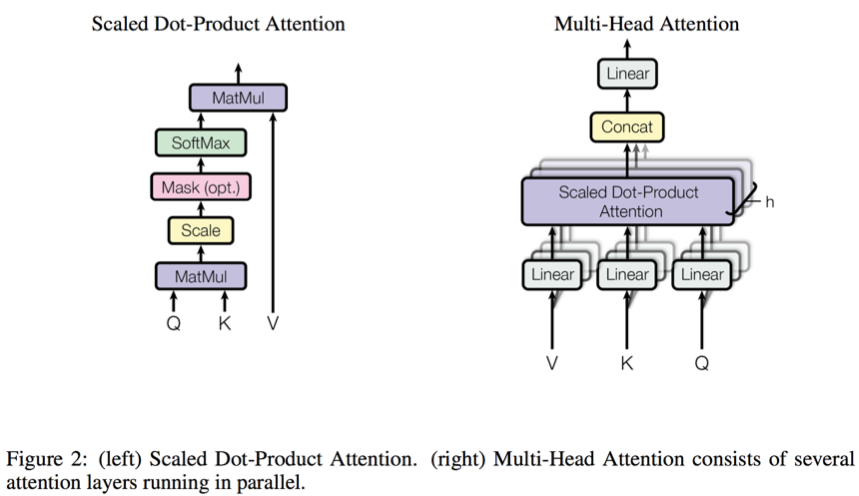 Scaled Dot-Product Attention
MatMul
SoftMax
Mask (opt.)
Scale
MatMul
Q K V
Multi-Head Attention
Linear
Concat
Scaled Dot-Product
Attention
h
Linear Linear Linear
V K Q
Figure 2: (left) Scaled Dot-Product Attention. (right) Multi-Head Attention consists of several
attention layers running in parallel.